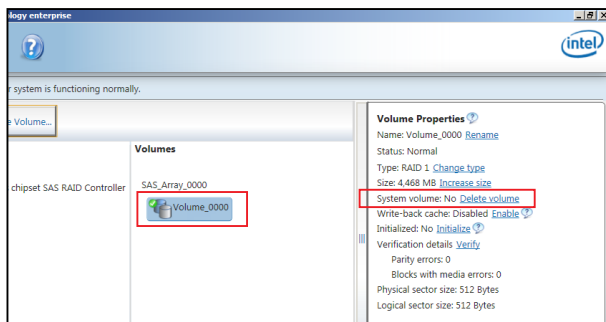 ology enterprise
intel
r system is functioning normally.
e Volume...
Volumes
chipset SAS RAID Controller
SAS_Array_0000
Volume_0000
Volume Properties
Name: Volume_0000 Rename
Status: Normal
Type: RAID 1 Change type
Size: 4,468 MB Increase size
System volume: No Delete volume
Write-back cache: Disabled Enable
Initialized: No Initialize
Verification details Verify
Parity errors: 0
Blocks with media errors: 0
Physical sector size: 512 Bytes
Logical sector size: 512 Bytes